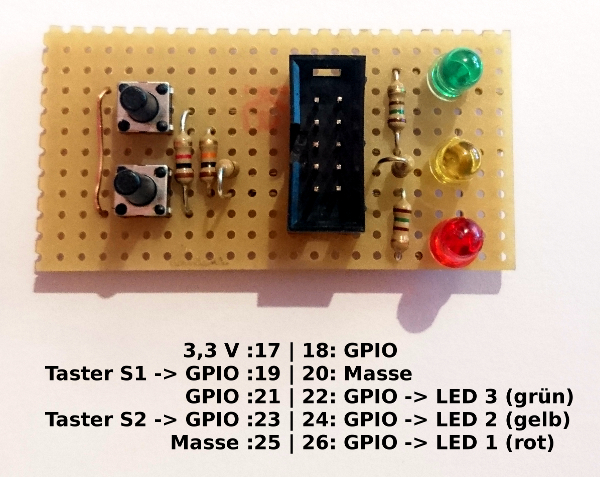 3,3 V :17 | 18: GPIO
Taster S1 -> GPIO :19 | 20: Masse
GPIO :21 | 22: GPIO -> LED 3 (grün)
Taster S2 -> GPIO :23 | 24: GPIO -> LED 2 (gelb)
Masse :25 | 26: GPIO -> LED 1 (rot)